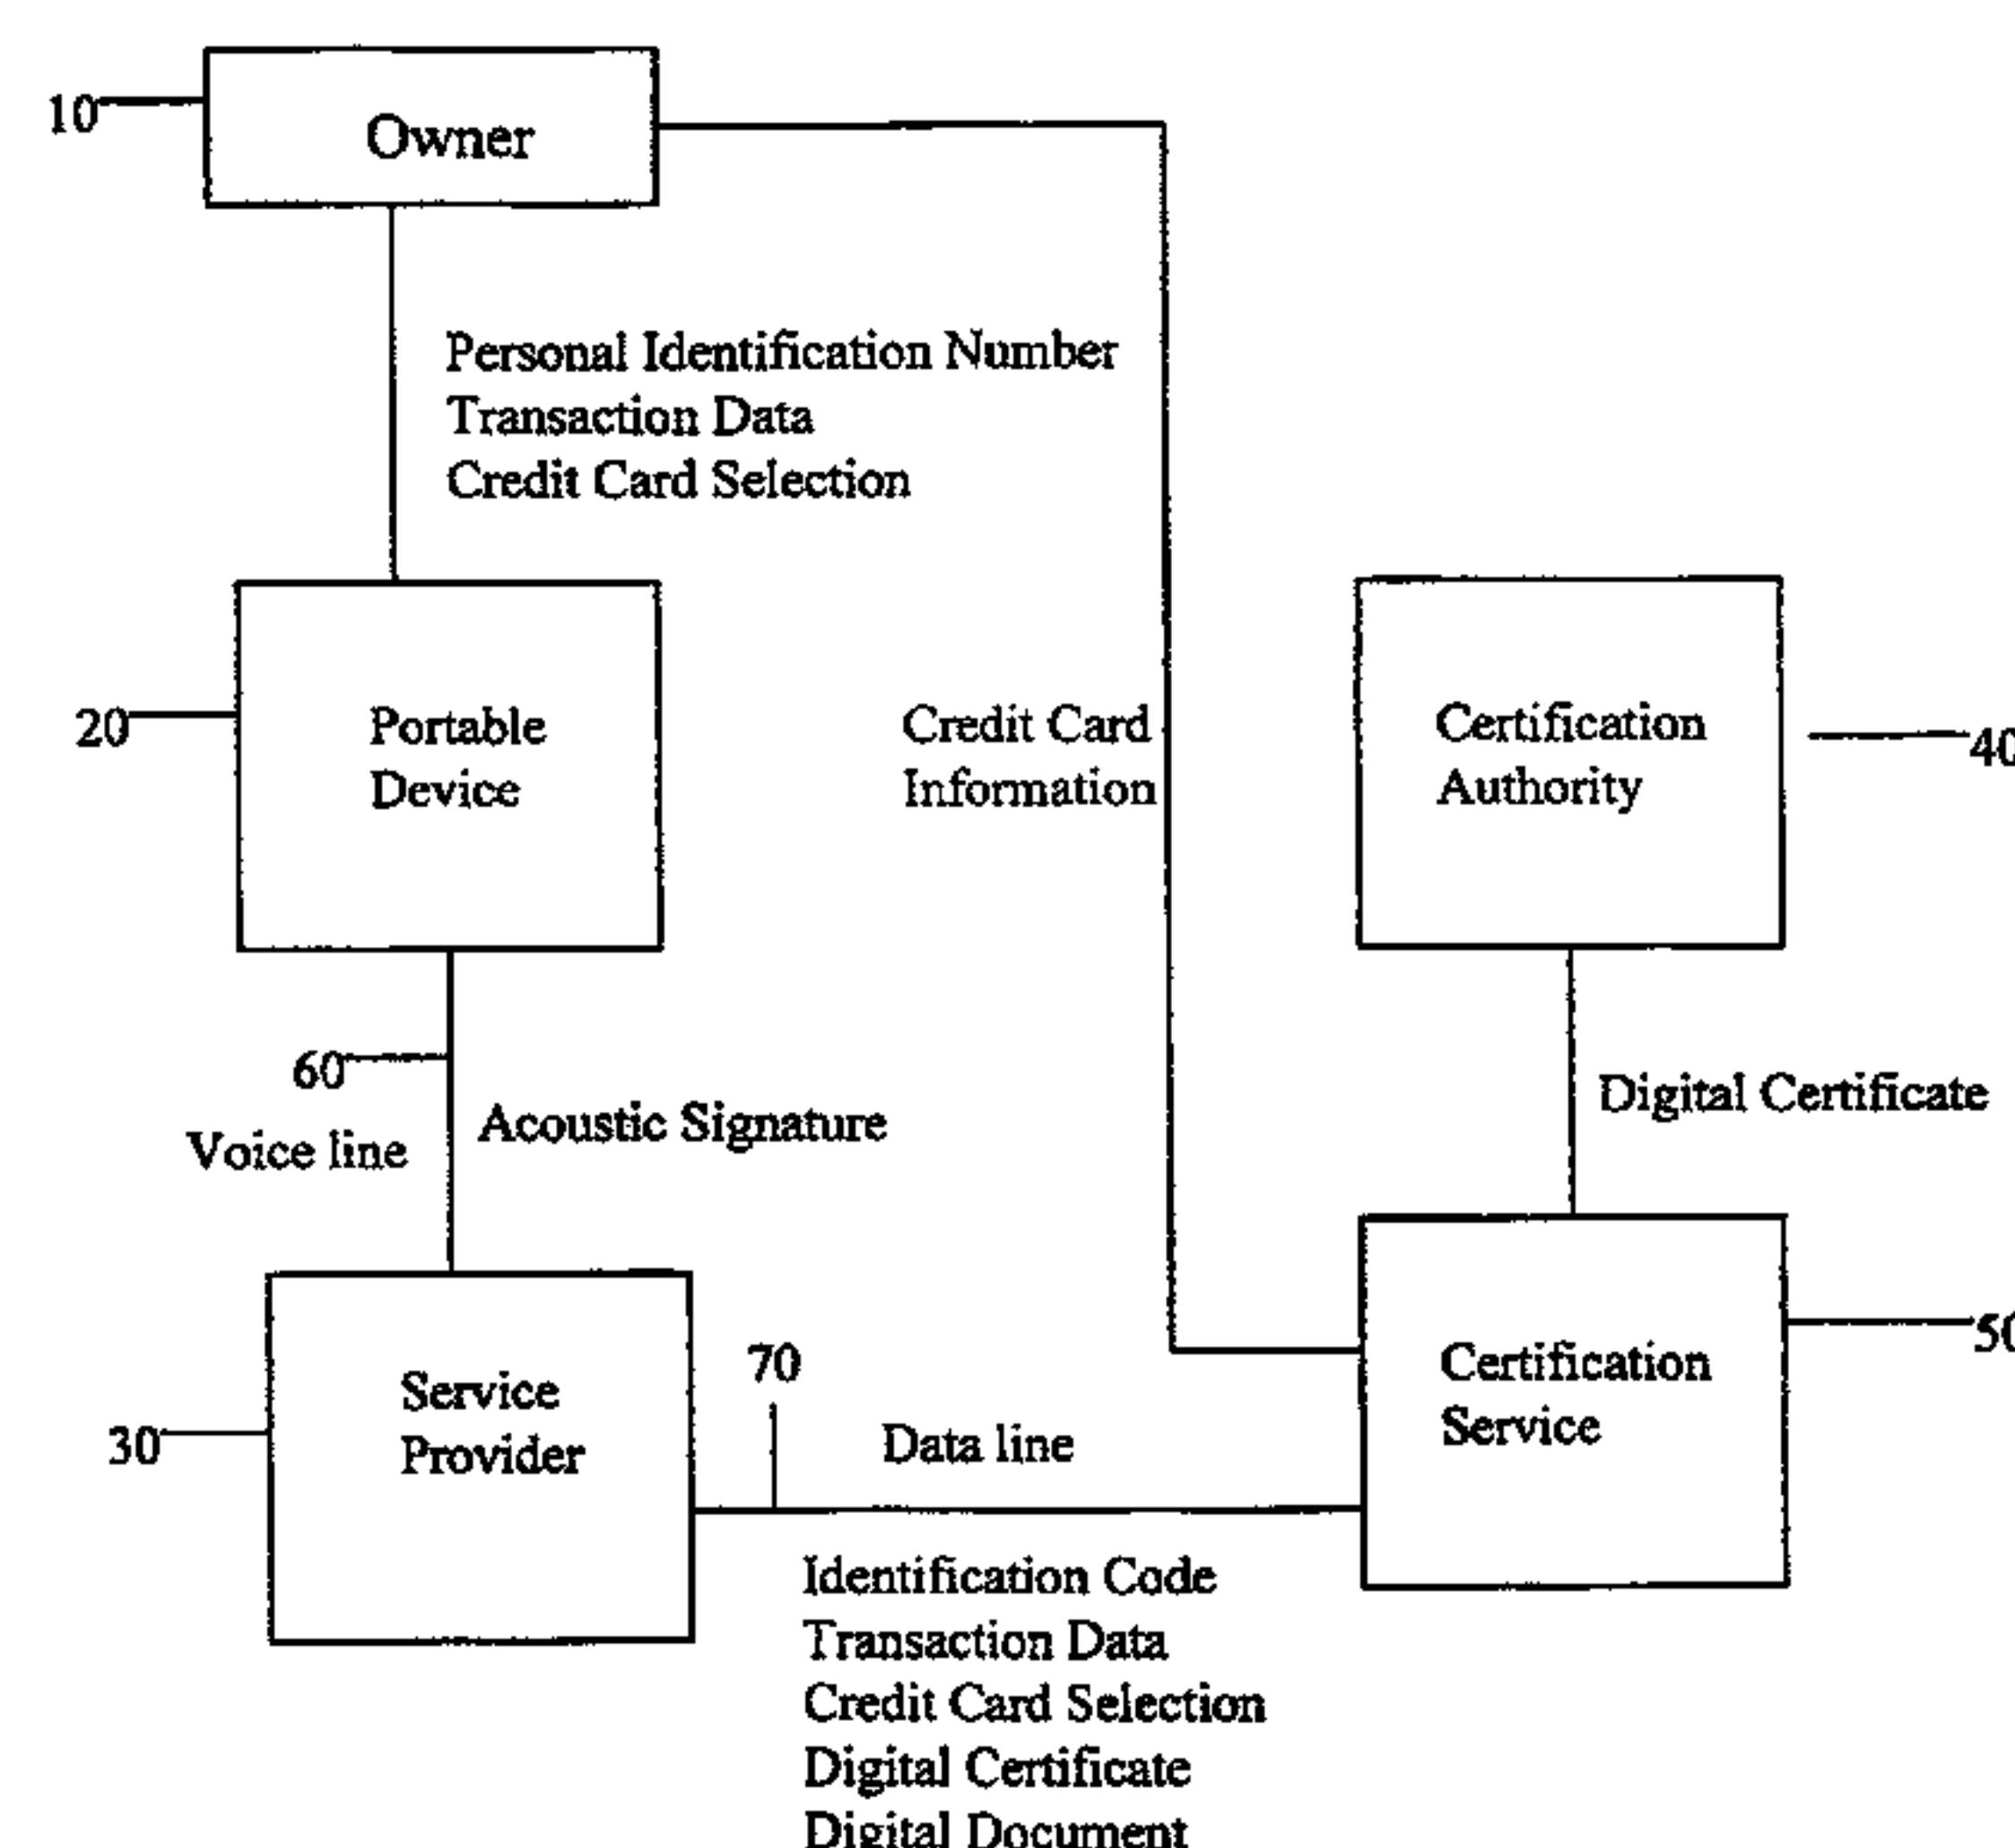 10
Owner
Personal Identification Number
Transaction Data
Credit Card Selection
20
Portable
Device
Credit Card
Information
Certification
Authority
40
60
Voice line
Acoustic Signature
Digital Certificate
30
Service
Provider
70
Data line
Certification
Service
50
Identification Code
Transaction Data
Credit Card Selection
Digital Certificate
Digital Document